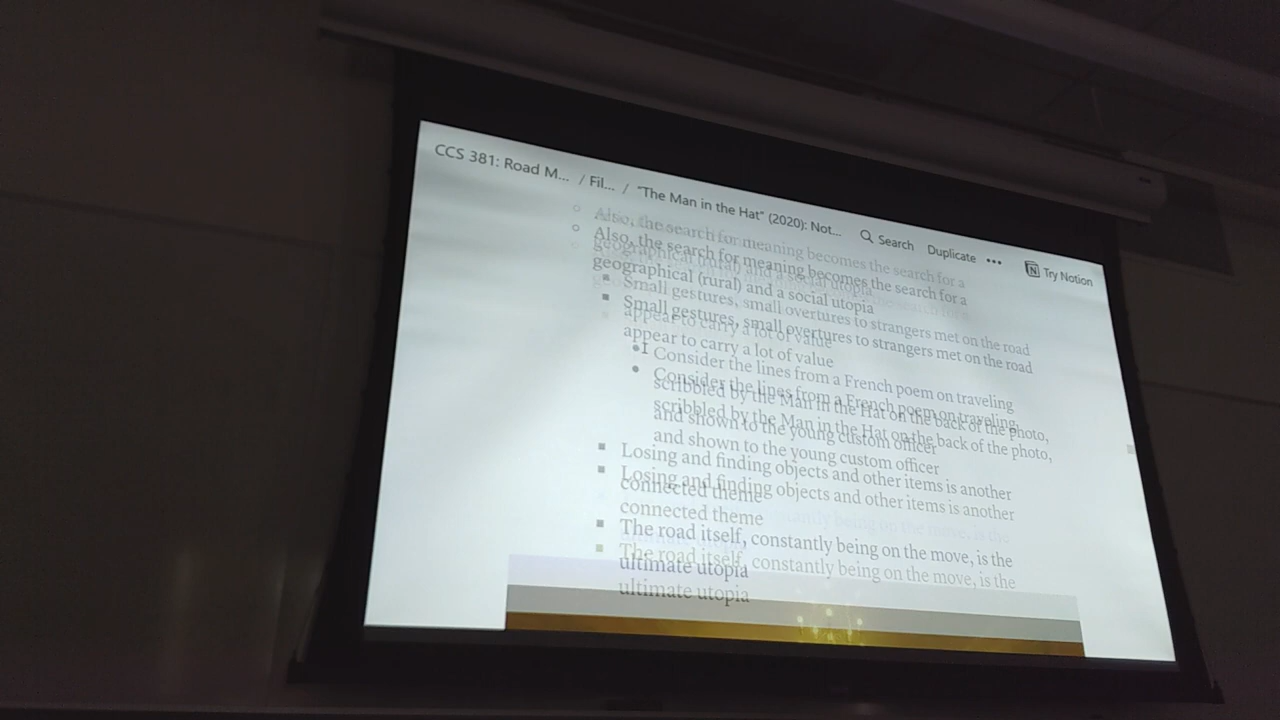 CCS 381: Road M... / Fil... / "The Man in the Hat" (2020): Not... Search Duplicate ••• Try Notion
Also, the search for meaning becomes the search for a
geographical (rural) and a social utopia
Small gestures, small overtures to strangers met on the road
appear to carry a lot of value
Consider the lines from a French poem on traveling,
scribbled by the Man in the Hat on the back of the photo,
and shown to the young custom officer
Losing and finding objects and other items is another
connected theme
The road itself, constantly being on the move, is the
ultimate utopia